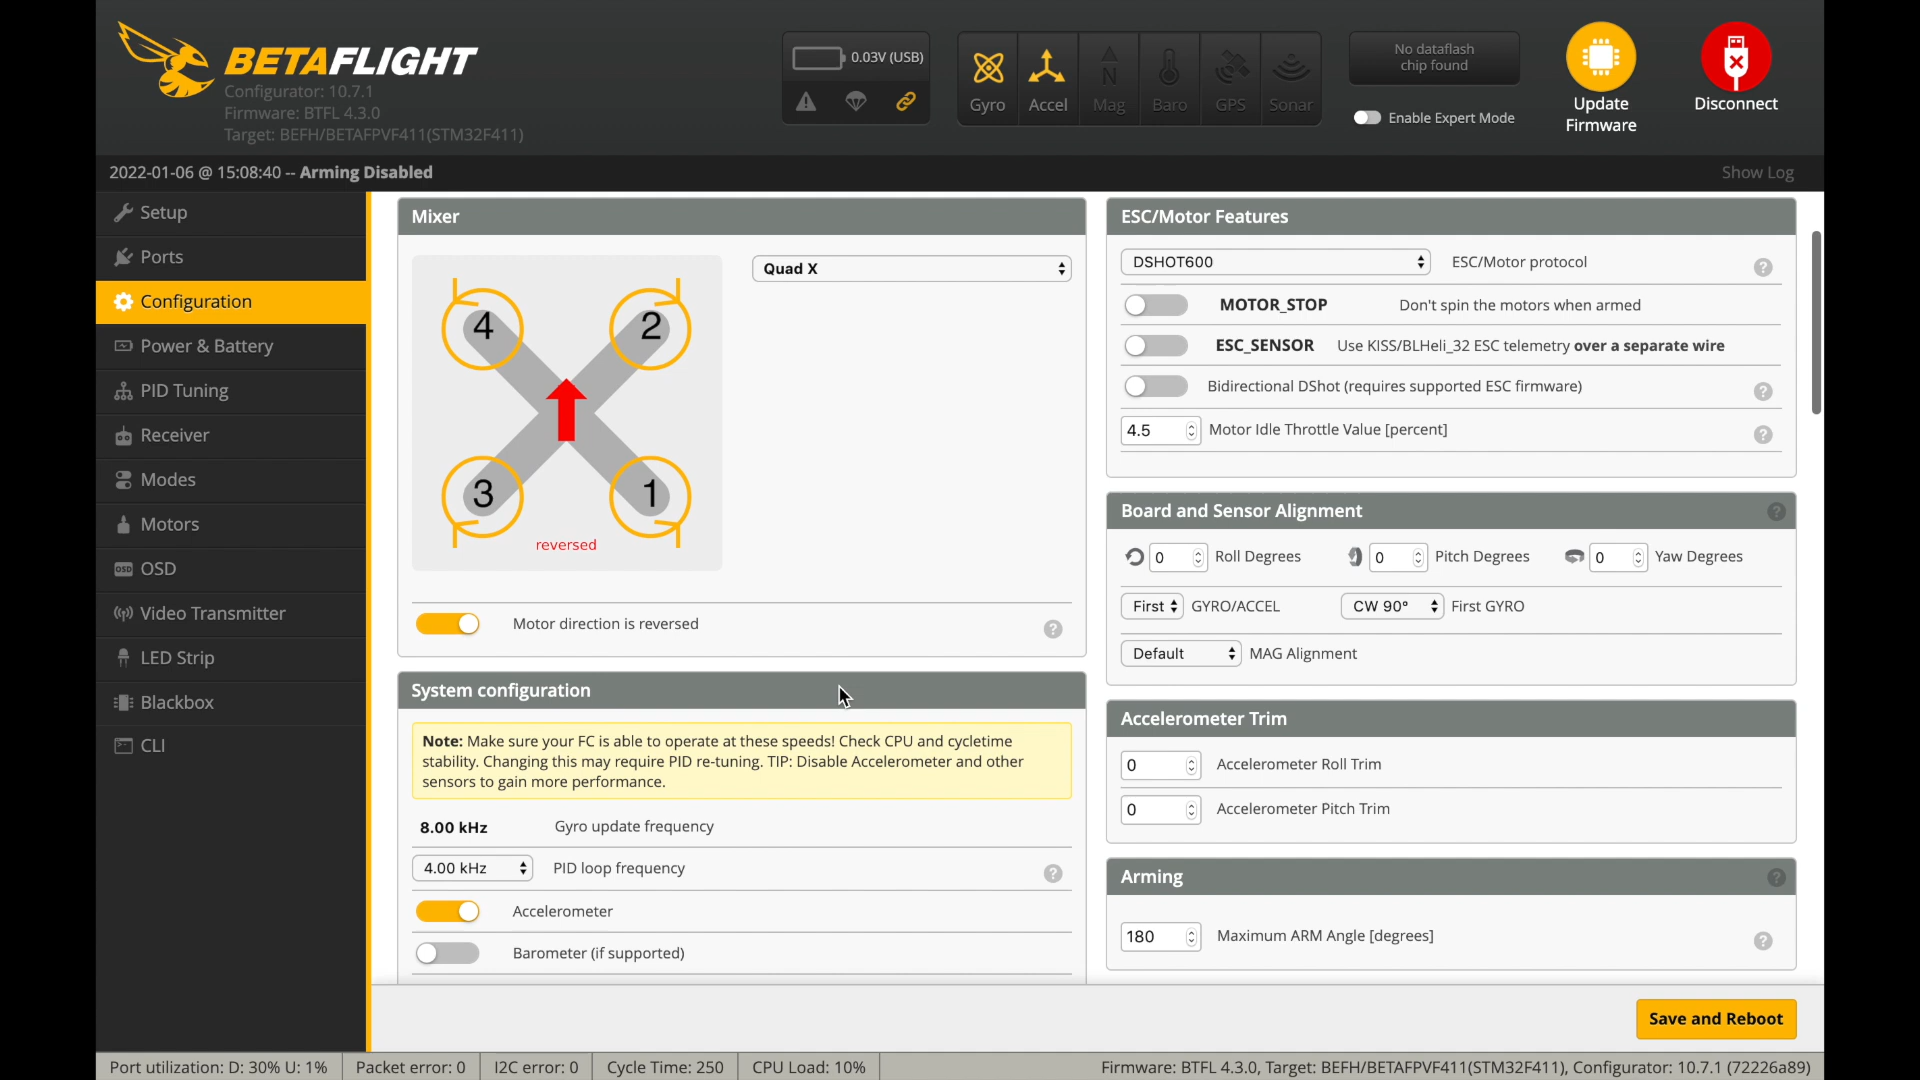 BETAFLIGHT
Configurator: 10.7.1
Firmware: BTFL 4.3.0
Target: BEFH/BETAFPVF411(STM32F411)
0.03V (USB)
Gyro
Accel
N
Mag
Baro
GPS
Sonar
No dataflash
chip found
Enable Expert Mode
Update
Firmware
Disconnect
2022-01-06 @ 15:08:40 -- Arming Disabled
Show Log
Setup
Ports
Configuration
Power & Battery
PID Tuning
Receiver
Modes
Motors
OSD OSD
Video Transmitter
LED Strip
Blackbox
CLI
Mixer
Quad X
4
2
3
1
reversed
Motor direction is reversed ?
System configuration
Note: Make sure your FC is able to operate at these speeds! Check CPU and cycletime
stability. Changing this may require PID re-tuning. TIP: Disable Accelerometer and other
sensors to gain more performance.
8.00 kHz Gyro update frequency
4.00 kHz PID loop frequency ?
Accelerometer
Barometer (if supported)
ESC/Motor Features
DSHOT600 ESC/Motor protocol ?
MOTOR_STOP Don't spin the motors when armed
ESC_SENSOR Use KISS/BLHeli_32 ESC telemetry over a separate wire
Bidirectional DShot (requires supported ESC firmware) ?
4.5 Motor Idle Throttle Value [percent] ?
Board and Sensor Alignment ?
0 Roll Degrees 0 Pitch Degrees 0 Yaw Degrees
First GYRO/ACCEL CW 90° First GYRO
Default MAG Alignment
Accelerometer Trim
0 Accelerometer Roll Trim
0 Accelerometer Pitch Trim
Arming ?
180 Maximum ARM Angle [degrees] ?
Save and Reboot
Port utilization: D: 30% U: 1% Packet error: 0 I2C error: 0 Cycle Time: 250 CPU Load: 10% Firmware: BTFL 4.3.0, Target: BEFH/BETAFPVF411(STM32F411), Configurator: 10.7.1 (72226a89)